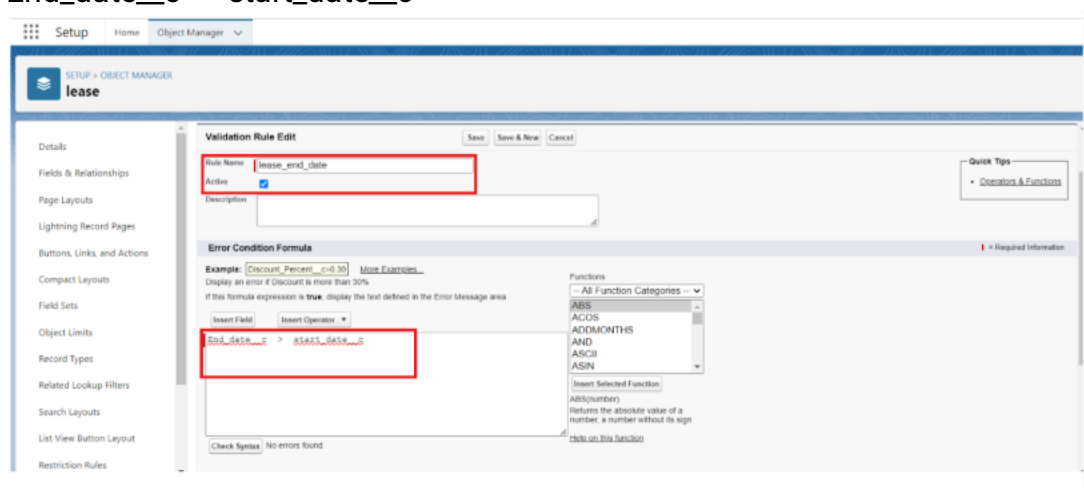 Setup Home Object Manager
SETUP > OBJECT MANAGER
lease
Details
Fields & Relationships
Page Layouts
Lightning Record Pages
Buttons, Links, and Actions
Compact Layouts
Field Sets
Object Limits
Record Types
Related Lookup Filters
Search Layouts
List View Button Layout
Restriction Rules
Validation Rule Edit Save Save & New Cancel
Rule Name lease_end_date
Active
Description
Quick Tips
• Operators & Functions
Error Condition Formula = Required Information
Example: Discount_Percent__c>0.30 More Examples...
Display an error if Discount is more than 30%
If this formula expression is true, display the text defined in the Error Message area
Insert Field Insert Operator
End_date__c > start_date__c
Functions
-- All Function Categories --
ABS
ACOS
ADDMONTHS
AND
ASCII
ASIN
Insert Selected Function
ABS(number)
Returns the absolute value of a
number, a number without its sign
Help on this function
Check Syntax No errors found